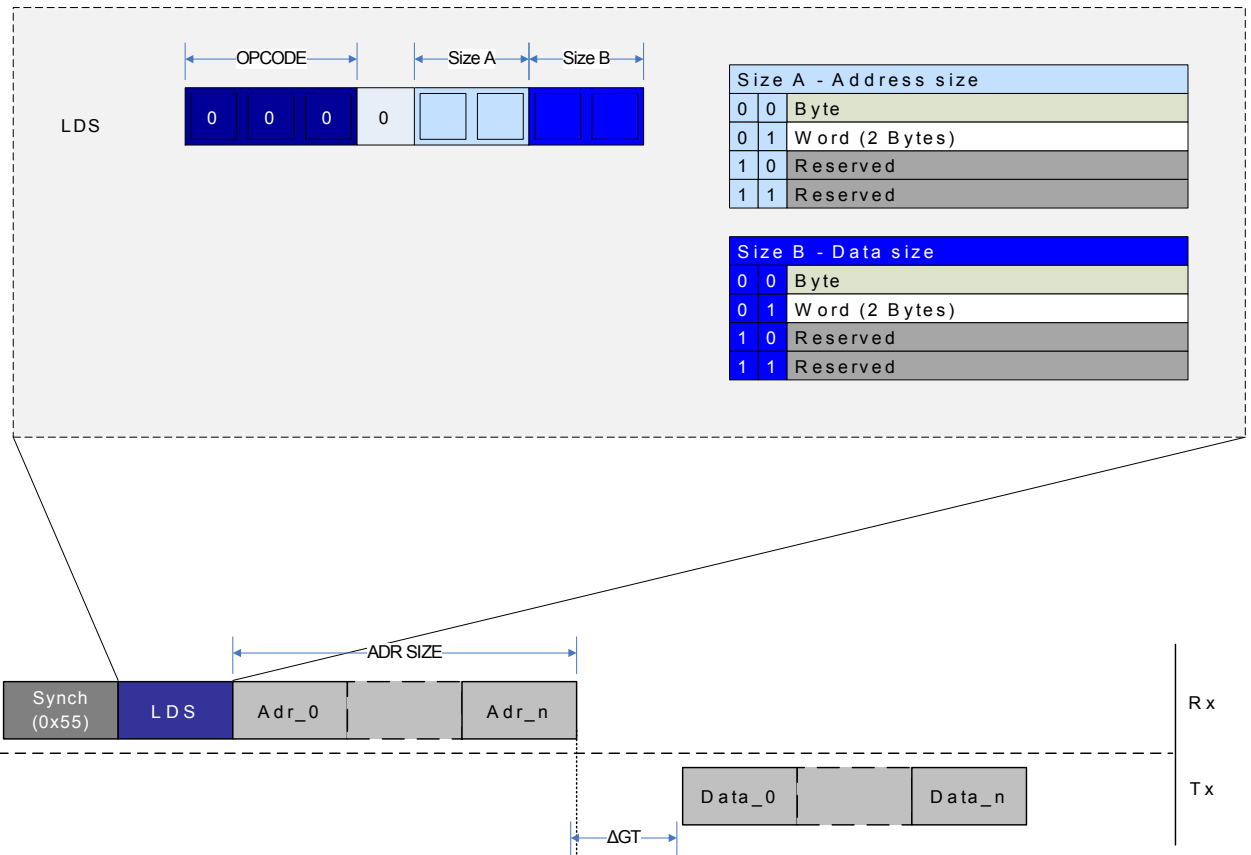 OPCODE Size A Size B
LDS
0 0 0 0
Size A - Address size
0 0 Byte
0 1 Word (2 Bytes)
1 0 Reserved
1 1 Reserved
Size B - Data size
0 0 Byte
0 1 Word (2 Bytes)
1 0 Reserved
1 1 Reserved
ADR SIZE
Synch
(0x55)
LDS
Adr_0
Adr_n
Rx
Data_0
Data_n
Tx
ΔGT